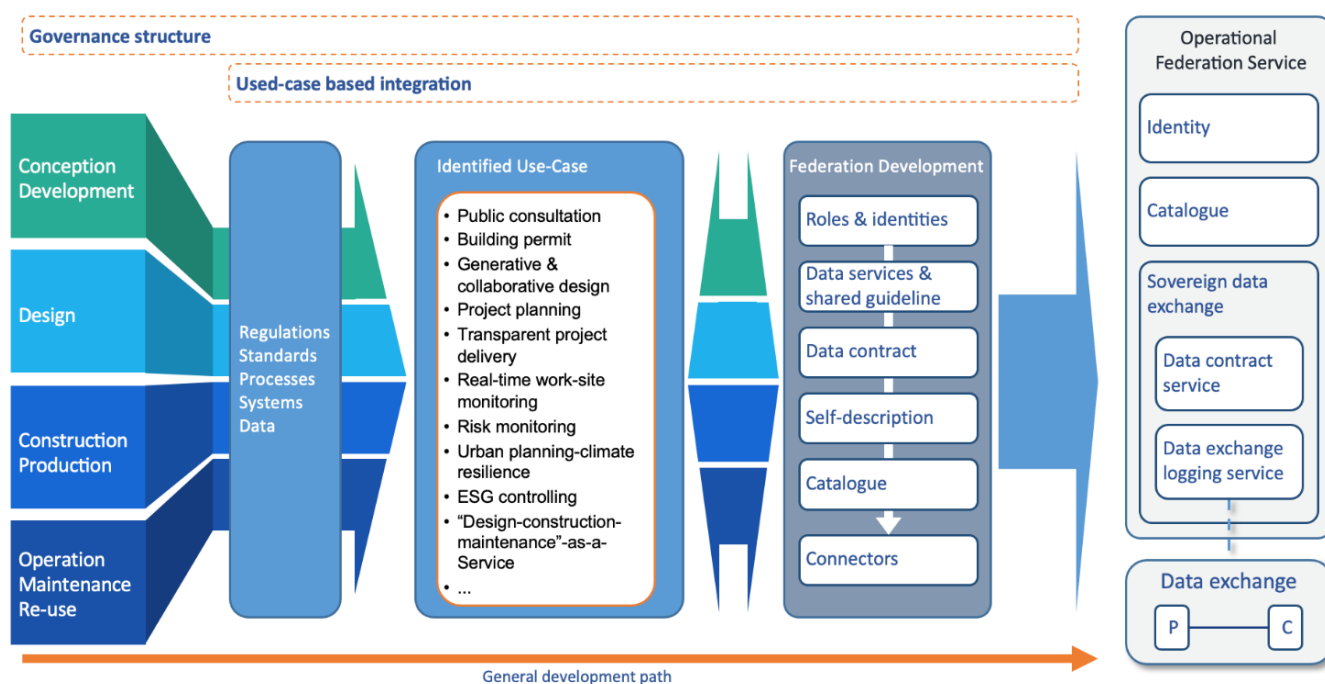 Governance structure
Used-case based integration
Conception
Development
Design
Construction
Production
Operation
Maintenance
Re-use
Regulations
Standards
Processes
Systems
Data
Identified Use-Case
• Public consultation
• Building permit
• Generative &
collaborative design
• Project planning
• Transparent project
delivery
• Real-time work-site
monitoring
• Risk monitoring
• Urban planning-climate
resilience
• ESG controlling
• “Design-construction-
maintenance”-as-a-
Service
• ...
Federation Development
Roles & identities
Data services &
shared guideline
Data contract
Self-description
Catalogue
Connectors
Operational
Federation Service
Identity
Catalogue
Sovereign data
exchange
Data contract
service
Data exchange
logging service
Data exchange
P
C
General development path